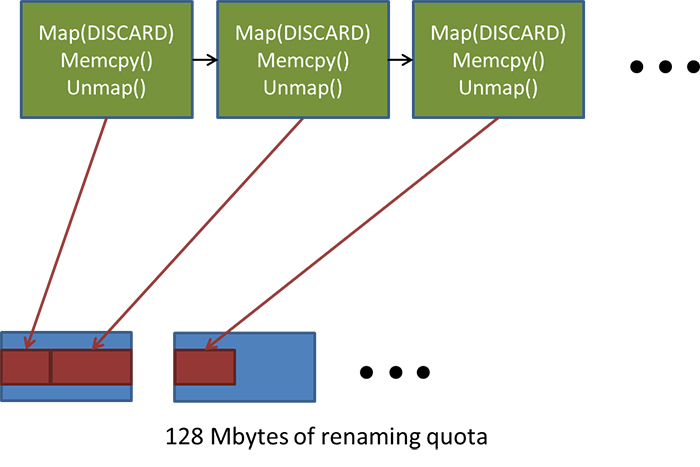 Map(DISCARD)
Memcpy()
Unmap()
Map(DISCARD)
Memcpy()
Unmap()
Map(DISCARD)
Memcpy()
Unmap()
128 Mbytes of renaming quota